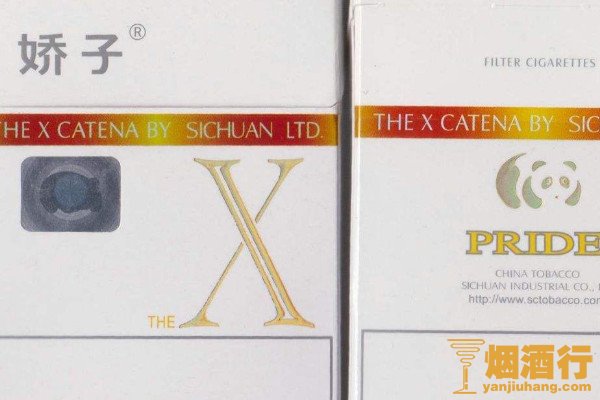 娇子®
THE X CATENA BY SICHUAN LTD.
THE X
FILTER CIGARETTES
THE X CATENA BY SIC
PRIDE
CHINA TOBACCO
SICHUAN INDUSTRIAL CO.,
http://www.sctobacco.com
烟酒行
yanjiuhang.com